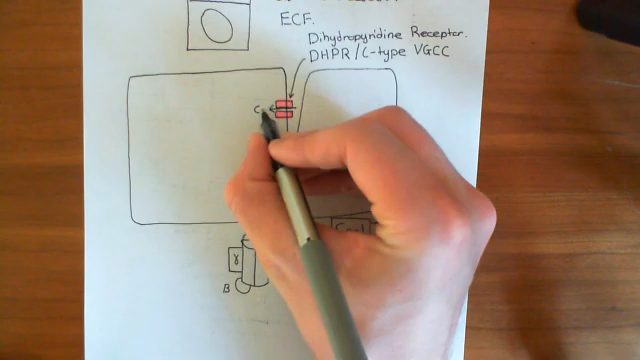 ECF.
Dihydropyridine Receptor.
DHPR/L-type VGCC
C
γ
B